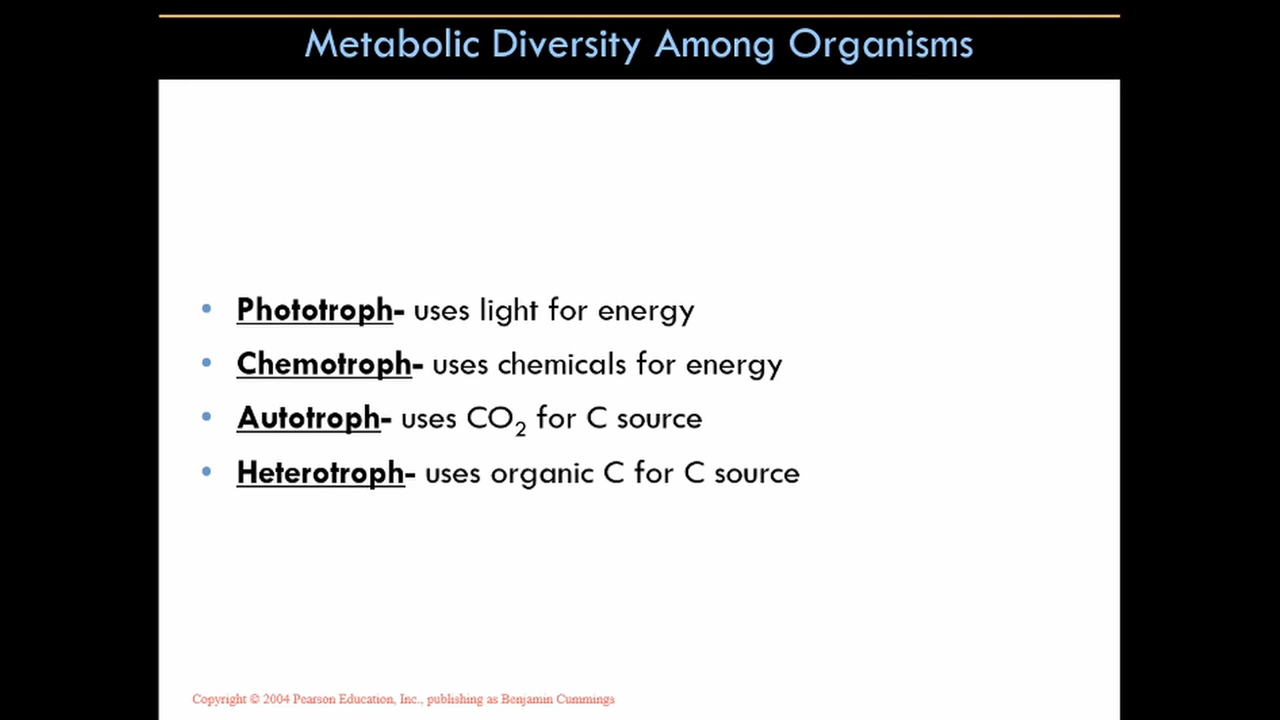 Metabolic Diversity Among Organisms
• Phototroph- uses light for energy
• Chemotroph- uses chemicals for energy
• Autotroph- uses CO₂ for C source
• Heterotroph- uses organic C for C source
Copyright © 2004 Pearson Education, Inc., publishing as Benjamin Cummings